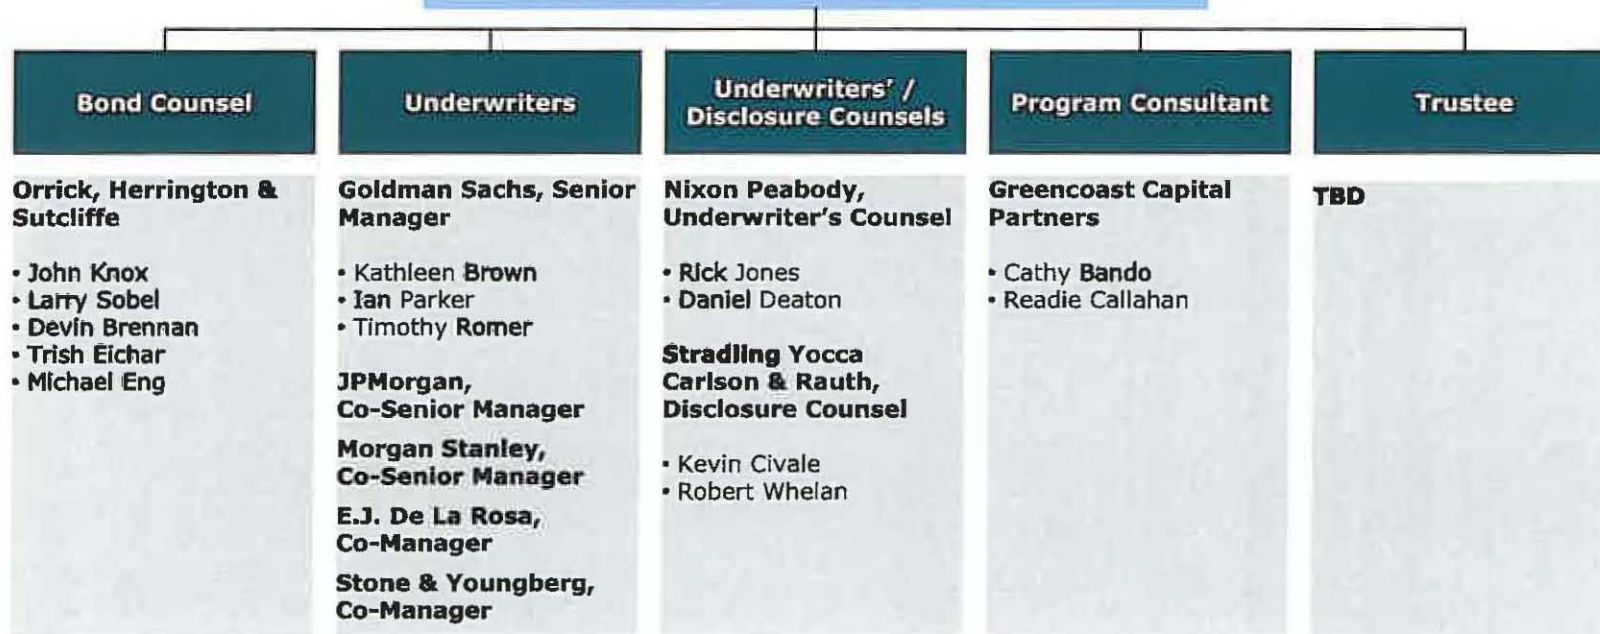 Bond Counsel
Orrick, Herrington &
Sutcliffe
• John Knox
• Larry Sobel
• Devin Brennan
• Trish Eichar
• Michael Eng
Underwriters
Goldman Sachs, Senior
Manager
• Kathleen Brown
• Ian Parker
• Timothy Romer
JPMorgan,
Co-Senior Manager
Morgan Stanley,
Co-Senior Manager
E.J. De La Rosa,
Co-Manager
Stone & Youngberg,
Co-Manager
Underwriters' /
Disclosure Counsels
Nixon Peabody,
Underwriter's Counsel
• Rick Jones
• Daniel Deaton
Stradling Yocca
Carlson & Rauth,
Disclosure Counsel
• Kevin Civale
• Robert Whelan
Program Consultant
Greencoast Capital
Partners
• Cathy Bando
• Readie Callahan
Trustee
TBD